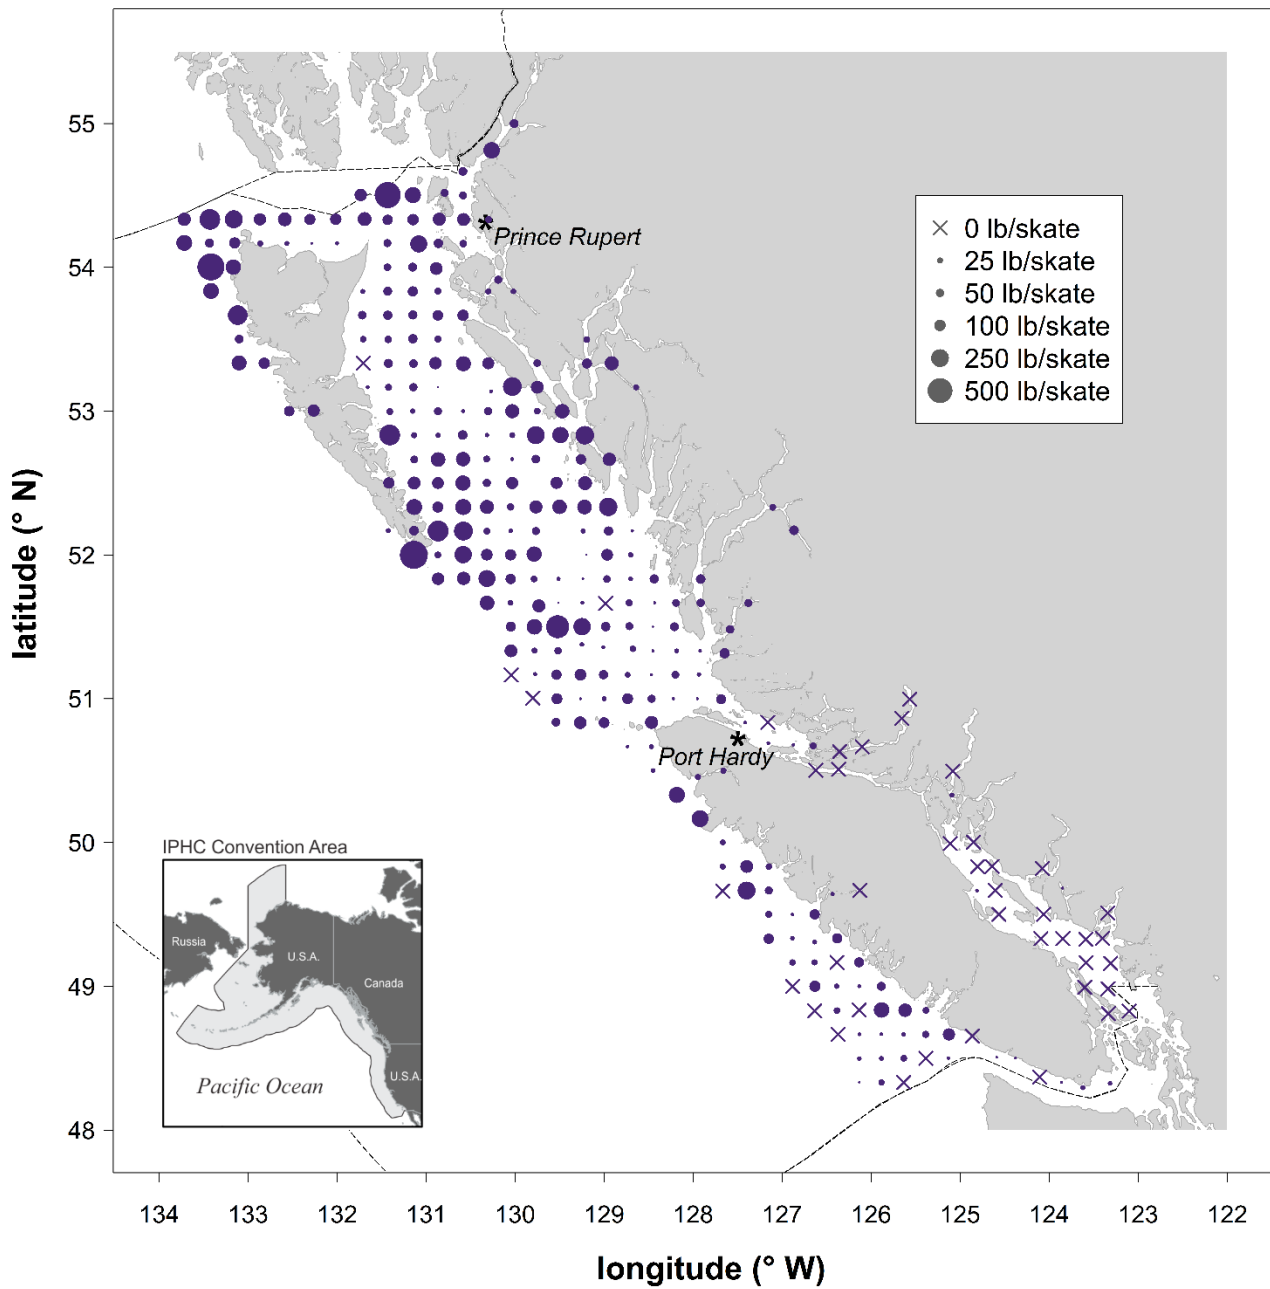 55
54
53
52
51
50
49
48
latitude (° N)
× 0 lb/skate
25 lb/skate
50 lb/skate
100 lb/skate
250 lb/skate
500 lb/skate
*
Prince Rupert
*
Port Hardy
IPHC Convention Area
Russia
U.S.A.
Canada
U.S.A.
Pacific Ocean
134 133 132 131 130 129 128 127 126 125 124 123 122
longitude (° W)